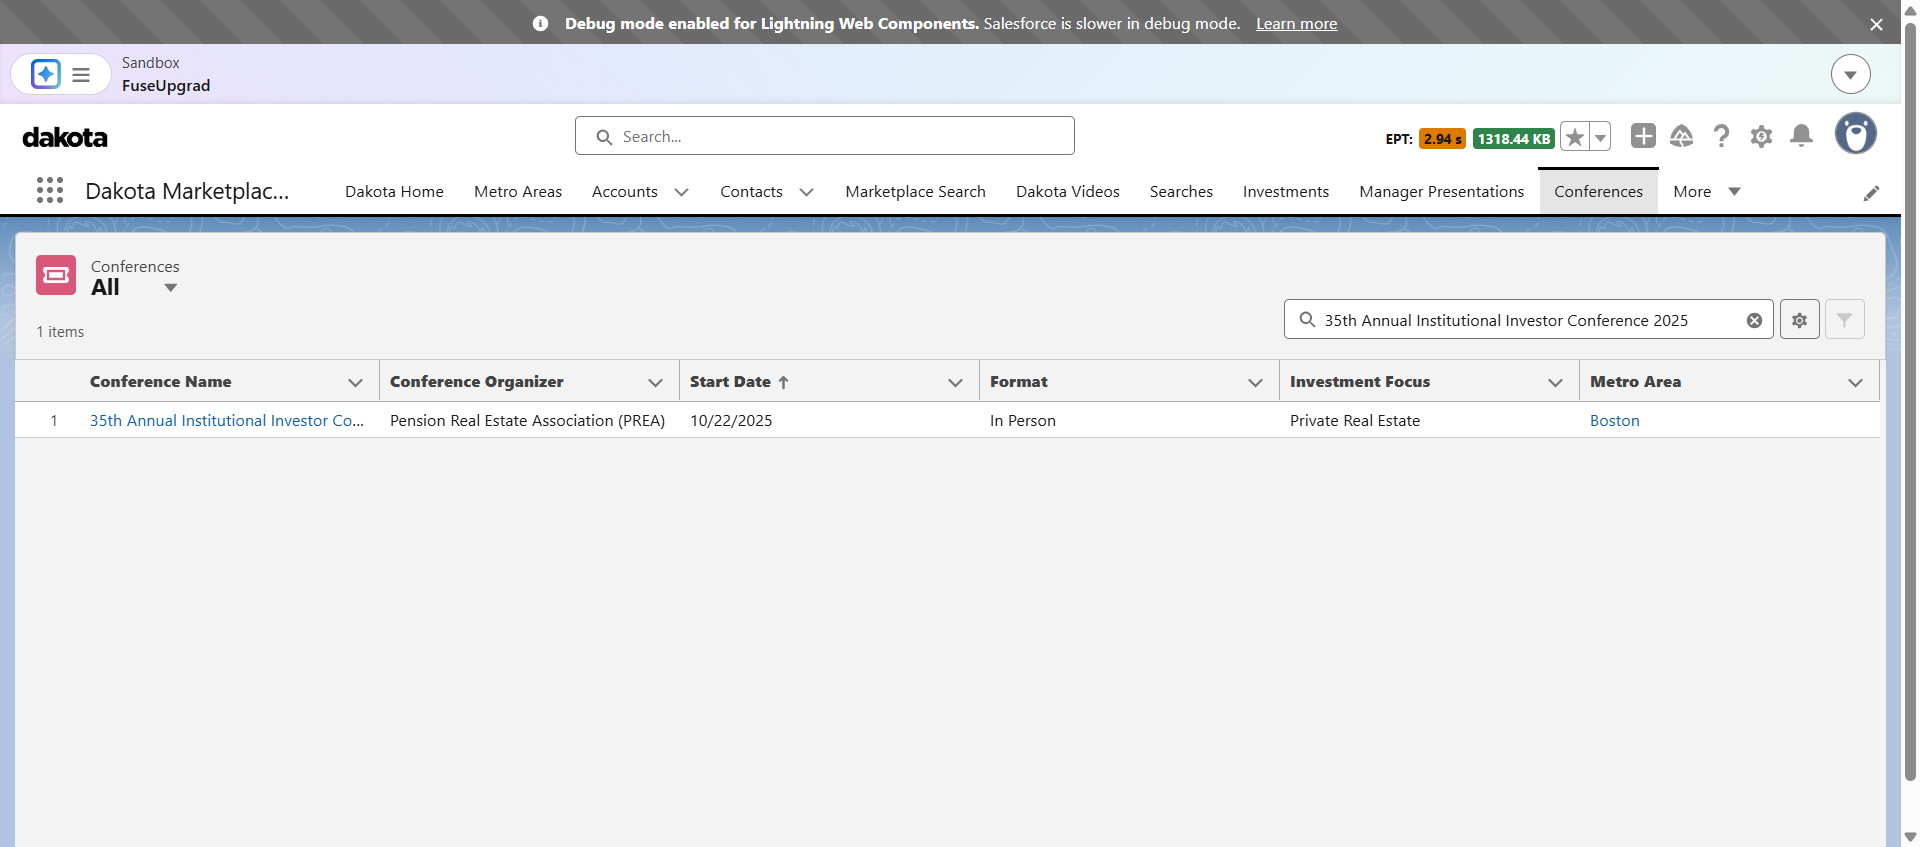 Debug mode enabled for Lightning Web Components. Salesforce is slower in debug mode. Learn more
Sandbox
FuseUpgrad
dakota
Search...
EPT: 2.94 s 1318.44 KB
Dakota Marketplac...
Dakota Home
Metro Areas
Accounts
Contacts
Marketplace Search
Dakota Videos
Searches
Investments
Manager Presentations
Conferences
More
Conferences
All
1 items
35th Annual Institutional Investor Conference 2025
Conference Name
Conference Organizer
Start Date
Format
Investment Focus
Metro Area
1
35th Annual Institutional Investor Co...
Pension Real Estate Association (PREA)
10/22/2025
In Person
Private Real Estate
Boston